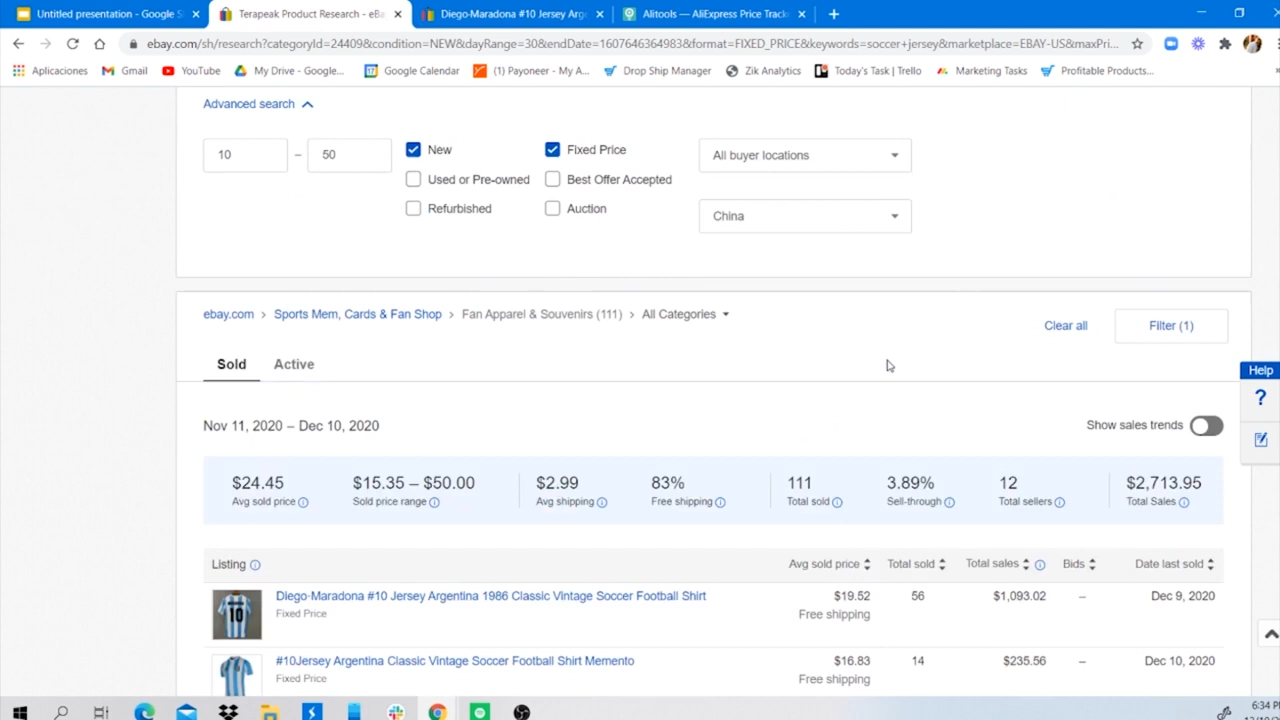 Untitled presentation - Google S × Terapeak Product Research - eBa × Diego-Maradona #10 Jersey Arg × Alitools — AliExpress Price Track × +
ebay.com/sh/research?categoryId=24409&condition=NEW&dayRange=30&endDate=1607646364983&format=FIXED_PRICE&keywords=soccer+jersey&marketplace=EBAY-US&maxPri...
Aplicaciones Gmail YouTube My Drive - Google... Google Calendar (1) Payoneer - My A... Drop Ship Manager Zik Analytics Today's Task | Trello Marketing Tasks Profitable Products...
Advanced search
10 – 50 New Fixed Price All buyer locations
Used or Pre-owned Best Offer Accepted
Refurbished Auction China
ebay.com > Sports Mem, Cards & Fan Shop > Fan Apparel & Souvenirs (111) > All Categories
Clear all Filter (1)
Sold Active
Help
?
Nov 11, 2020 – Dec 10, 2020 Show sales trends
$24.45 $15.35 – $50.00 $2.99 83% 111 3.89% 12 $2,713.95
Avg sold price Sold price range Avg shipping Free shipping Total sold Sell-through Total sellers Total Sales
Listing Avg sold price Total sold Total sales Bids Date last sold
Diego-Maradona #10 Jersey Argentina 1986 Classic Vintage Soccer Football Shirt $19.52 56 $1,093.02 – Dec 9, 2020
Fixed Price Free shipping
10
#10Jersey Argentina Classic Vintage Soccer Football Shirt Memento $16.83 14 $235.56 – Dec 10, 2020
Fixed Price Free shipping
6:34 P